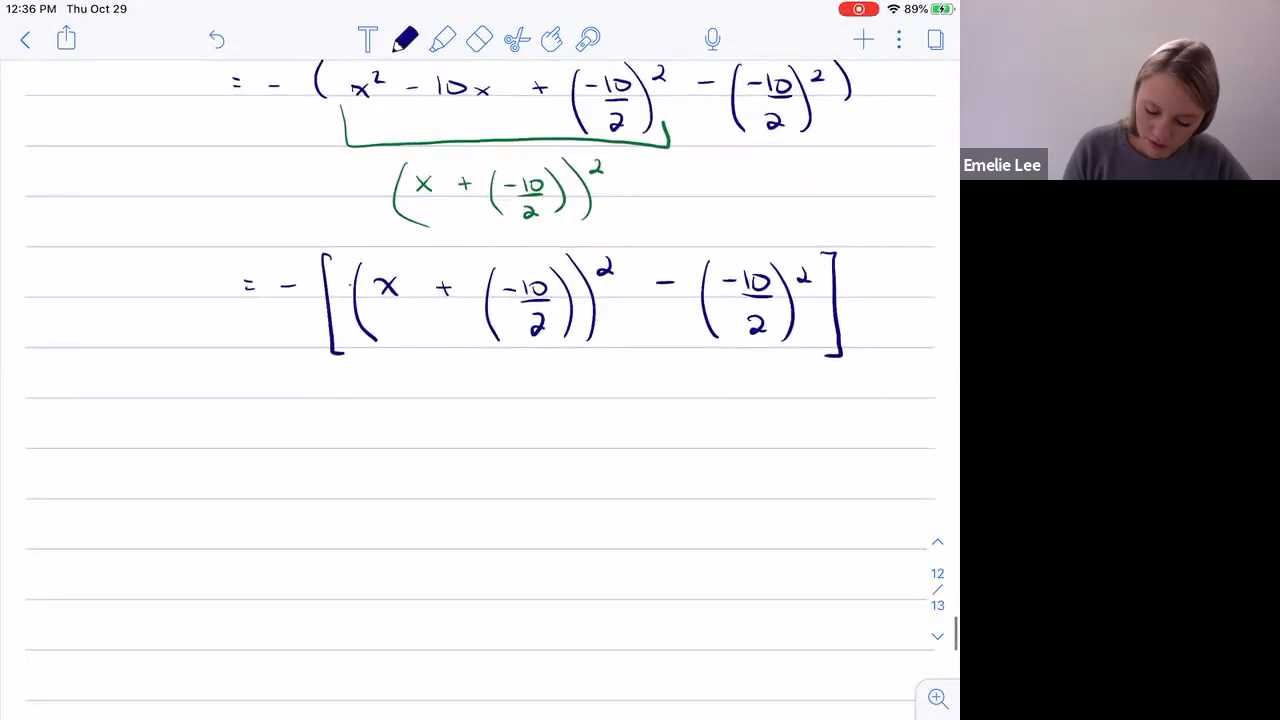 12:36 PM Thu Oct 29 89%
T
= - ( x² - 10x + (-10/2)² - (-10/2)² )
(x + (-10/2))²
= - [ (x + (-10/2))² - (-10/2)² ]
Emelie Lee
12
/
13